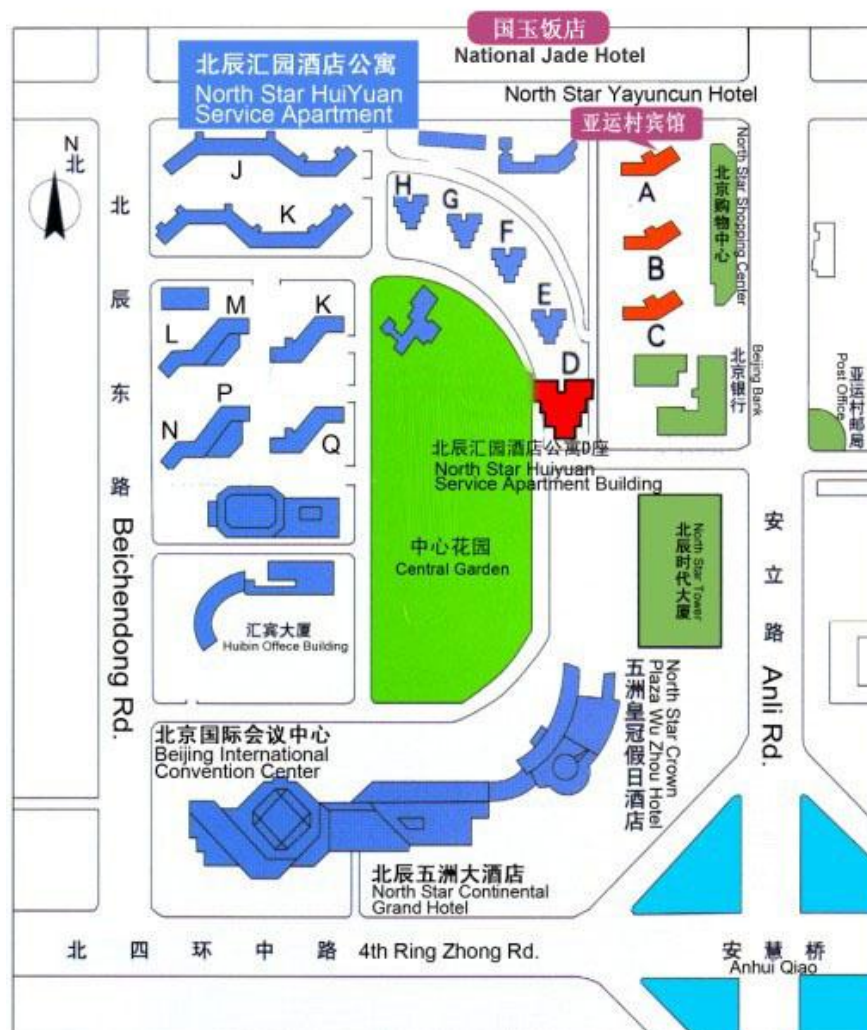 国玉饭店
National Jade Hotel
北辰汇园酒店公寓
North Star HuiYuan
Service Apartment
North Star Yayuncun Hotel
亚运村宾馆
N
北
J
K
H
G
F
E
D
A
B
C
北京购物中心
North Star Shopping Center
北辰东路
Beichendong Rd.
L
M
K
N
P
Q
北京银行
Beijing Bank
亚运村邮局
Post Office
北辰汇园酒店公寓D座
North Star Huiyuan
Service Apartment Building
中心花园
Central Garden
North Star Tower
北辰时代大厦
安立路
Anli Rd.
汇宾大厦
Huibin Offece Building
北京国际会议中心
Beijing International
Convention Center
North Star Crown
Plaza Wu Zhou Hotel
五洲皇冠假日酒店
北辰五洲大酒店
North Star Continental
Grand Hotel
北四环中路 4th Ring Zhong Rd.
安慧桥
Anhui Qiao